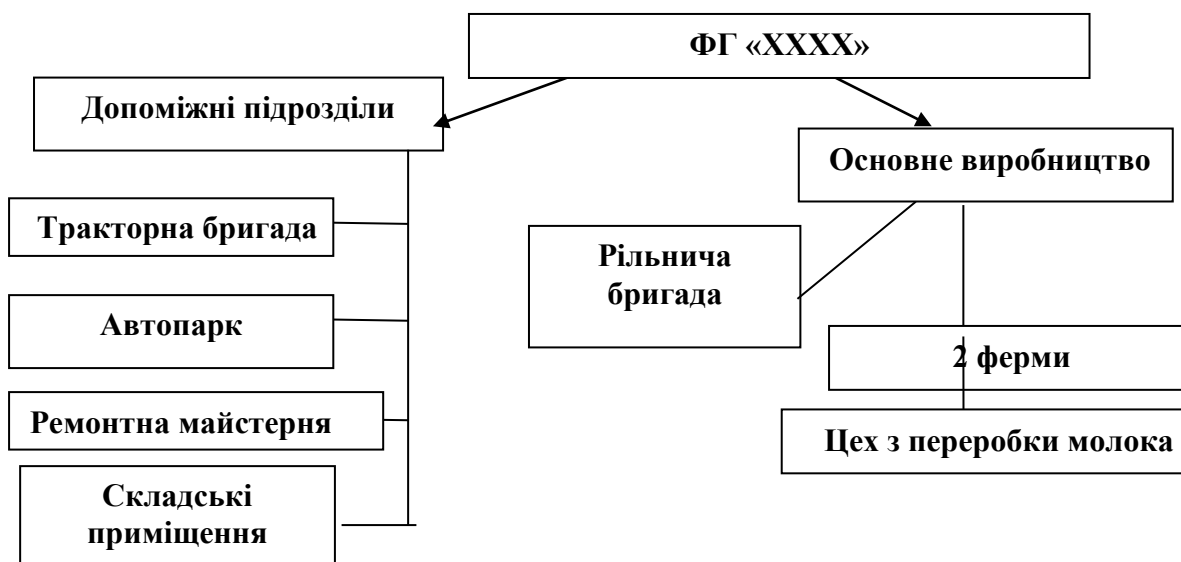 ФГ «ХХХХ»
Допоміжні підрозділи
Основне виробництво
Тракторна бригада
Рільнича
бригада
Автопарк
2 ферми
Ремонтна майстерня
Цех з переробки молока
Складські
приміщення